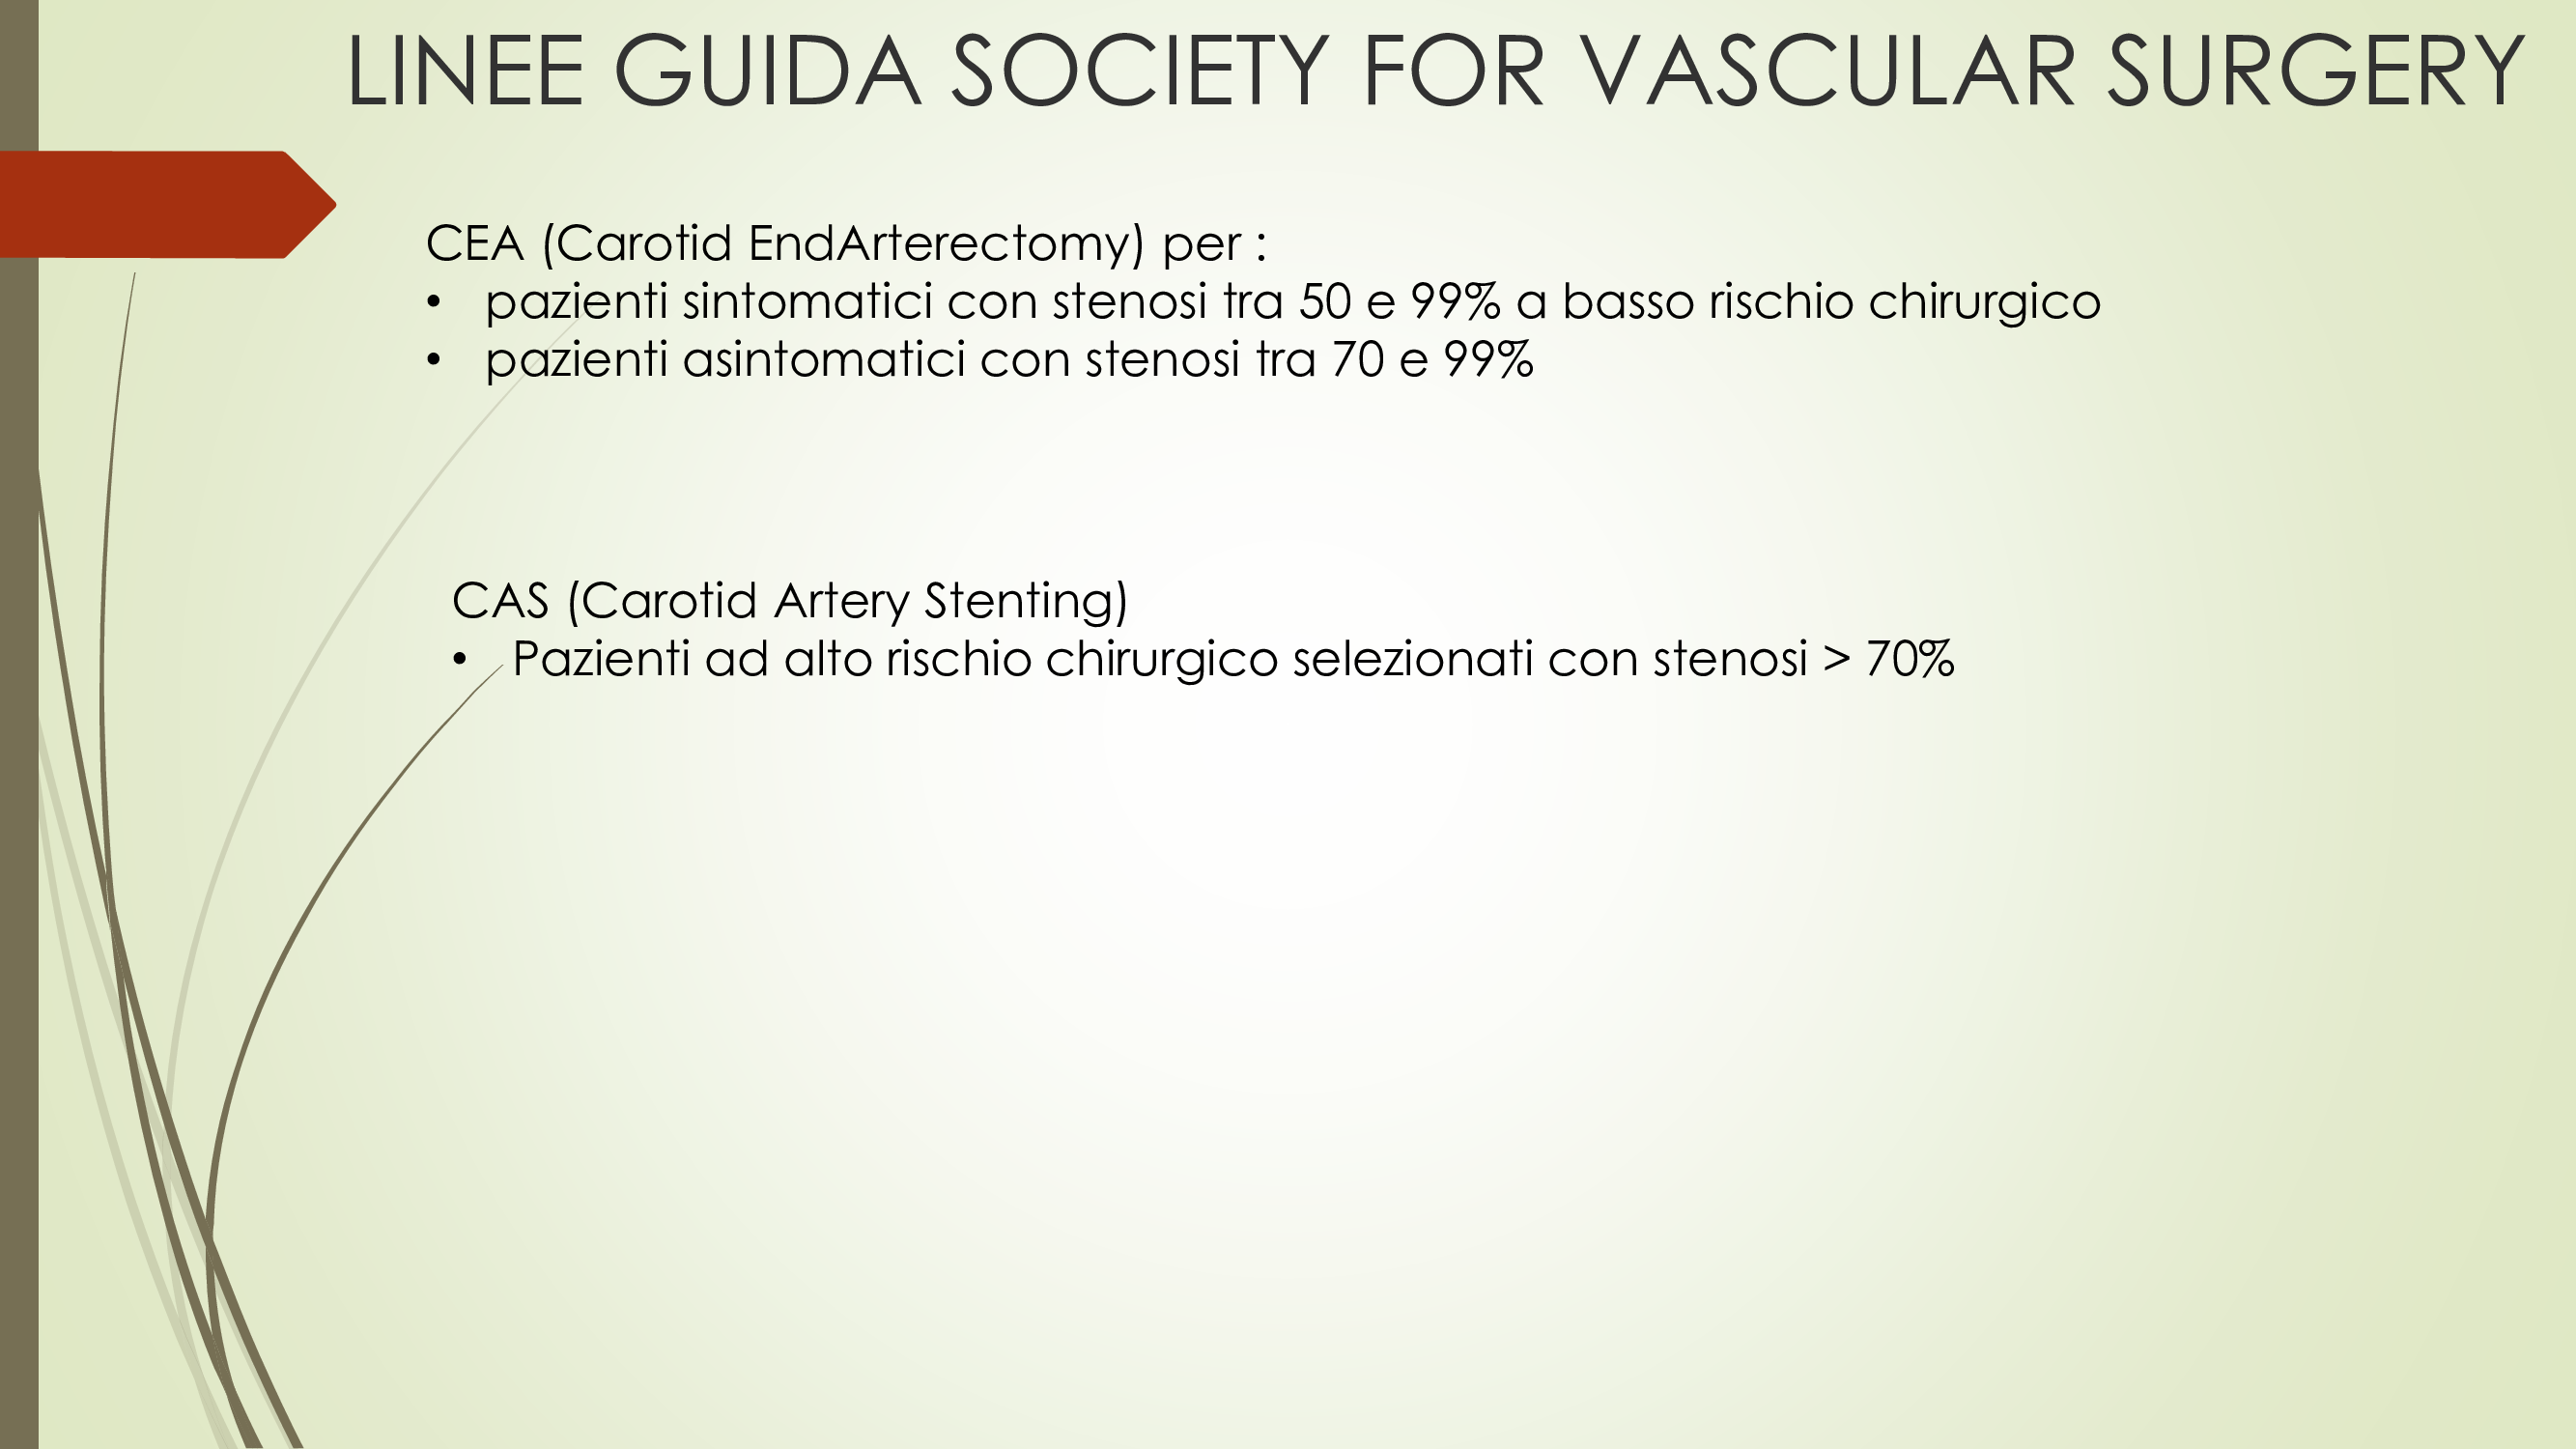 LINEE GUIDA SOCIETY FOR VASCULAR SURGERY
CEA (Carotid EndArterectomy) per :
• pazienti sintomatici con stenosi tra 50 e 99% a basso rischio chirurgico
• pazienti asintomatici con stenosi tra 70 e 99%
CAS (Carotid Artery Stenting)
• Pazienti ad alto rischio chirurgico selezionati con stenosi > 70%